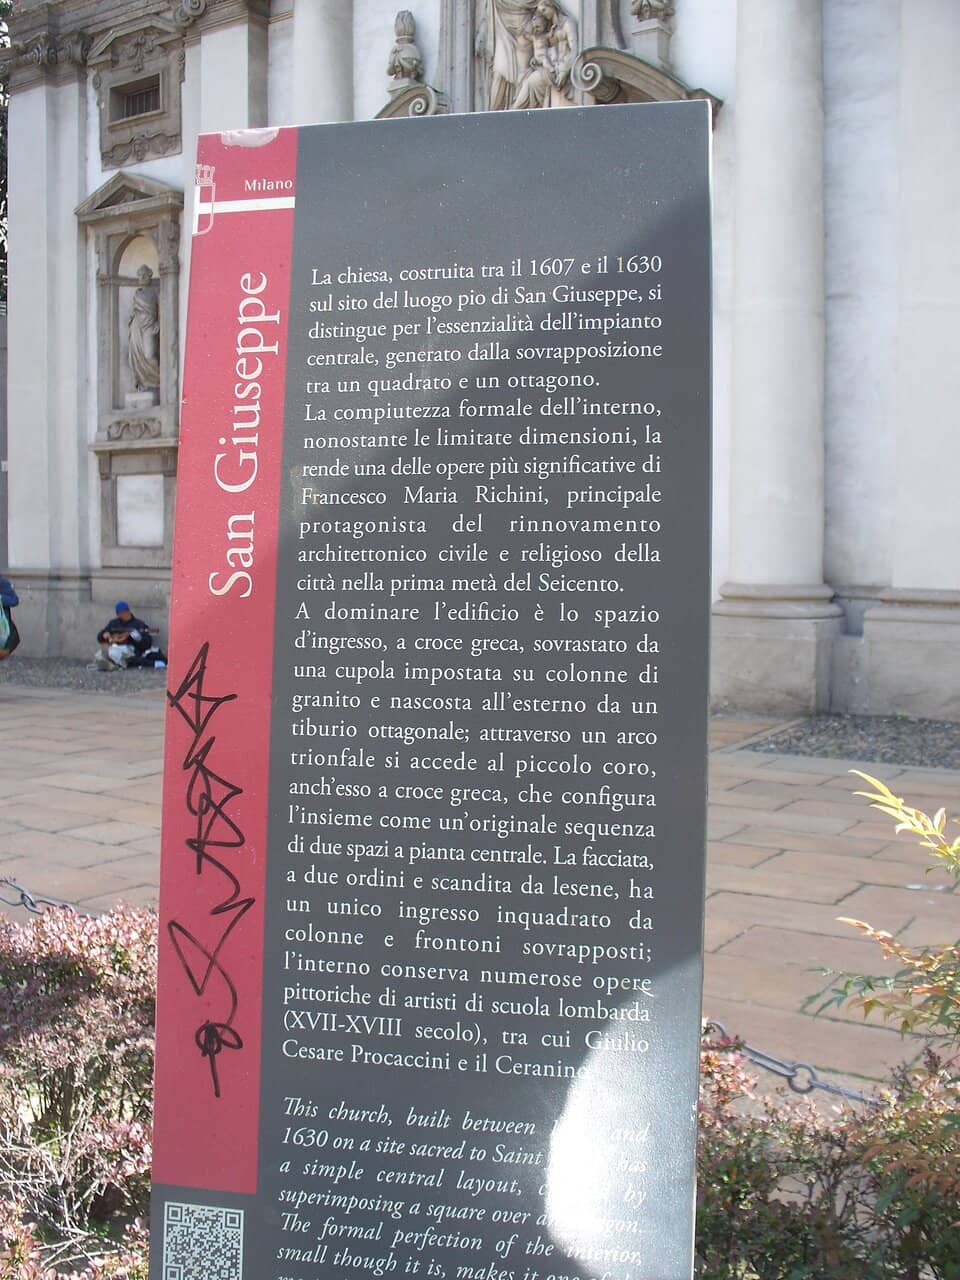 Milano
San Giuseppe
La chiesa, costruita tra il 1607 e il 1630
sul sito del luogo pio di San Giuseppe, si
distingue per l'essenzialità dell'impianto
centrale, generato dalla sovrapposizione
tra un quadrato e un ottagono.
La compiutezza formale dell'interno,
nonostante le limitate dimensioni, la
rende una delle opere più significative di
Francesco Maria Richini, principale
protagonista del rinnovamento
architettonico civile e religioso della
città nella prima metà del Seicento.
A dominare l'edificio è lo spazio
d'ingresso, a croce greca, sovrastato da
una cupola impostata su colonne di
granito e nascosta all'esterno da un
tiburio ottagonale; attraverso un arco
trionfale si accede al piccolo coro,
anch'esso a croce greca, che configura
l'insieme come un'originale sequenza
di due spazi a pianta centrale. La facciata,
a due ordini e scandita da lesene, ha
un unico ingresso inquadrato da
colonne e frontoni sovrapposti;
l'interno conserva numerose opere
pittoriche di artisti di scuola lombarda
(XVII-XVIII secolo), tra cui Giulio
Cesare Procaccini e il Ceranino
This church, built between and
1630 on a site sacred to Saint has
a simple central layout, by
superimposing a square over an
The formal perfection of the interior,
small though it is, makes it one of